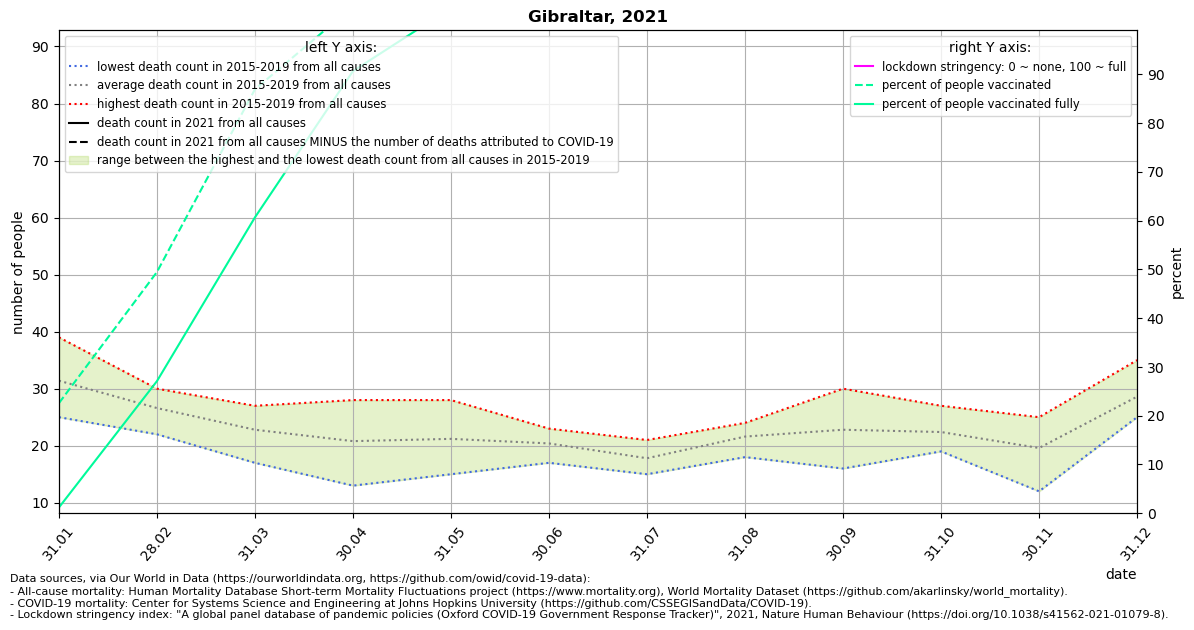 Gibraltar, 2021
left Y axis:
lowest death count in 2015-2019 from all causes
average death count in 2015-2019 from all causes
highest death count in 2015-2019 from all causes
death count in 2021 from all causes
death count in 2021 from all causes MINUS the number of deaths attributed to COVID-19
range between the highest and the lowest death count from all causes in 2015-2019
right Y axis:
lockdown stringency: 0 ~ none, 100 ~ full
percent of people vaccinated
percent of people vaccinated fully
number of people
90
80
70
60
50
40
30
20
10
percent
90
80
70
60
50
40
30
20
10
0
31.01
28.02
31.03
30.04
31.05
30.06
31.07
31.08
30.09
31.10
30.11
31.12
date
Data sources, via Our World in Data (https://ourworldindata.org, https://github.com/owid/covid-19-data):
- All-cause mortality: Human Mortality Database Short-term Mortality Fluctuations project (https://www.mortality.org), World Mortality Dataset (https://github.com/akarlinsky/world_mortality).
- COVID-19 mortality: Center for Systems Science and Engineering at Johns Hopkins University (https://github.com/CSSEGISandData/COVID-19).
- Lockdown stringency index: "A global panel database of pandemic policies (Oxford COVID-19 Government Response Tracker)", 2021, Nature Human Behaviour (https://doi.org/10.1038/s41562-021-01079-8).